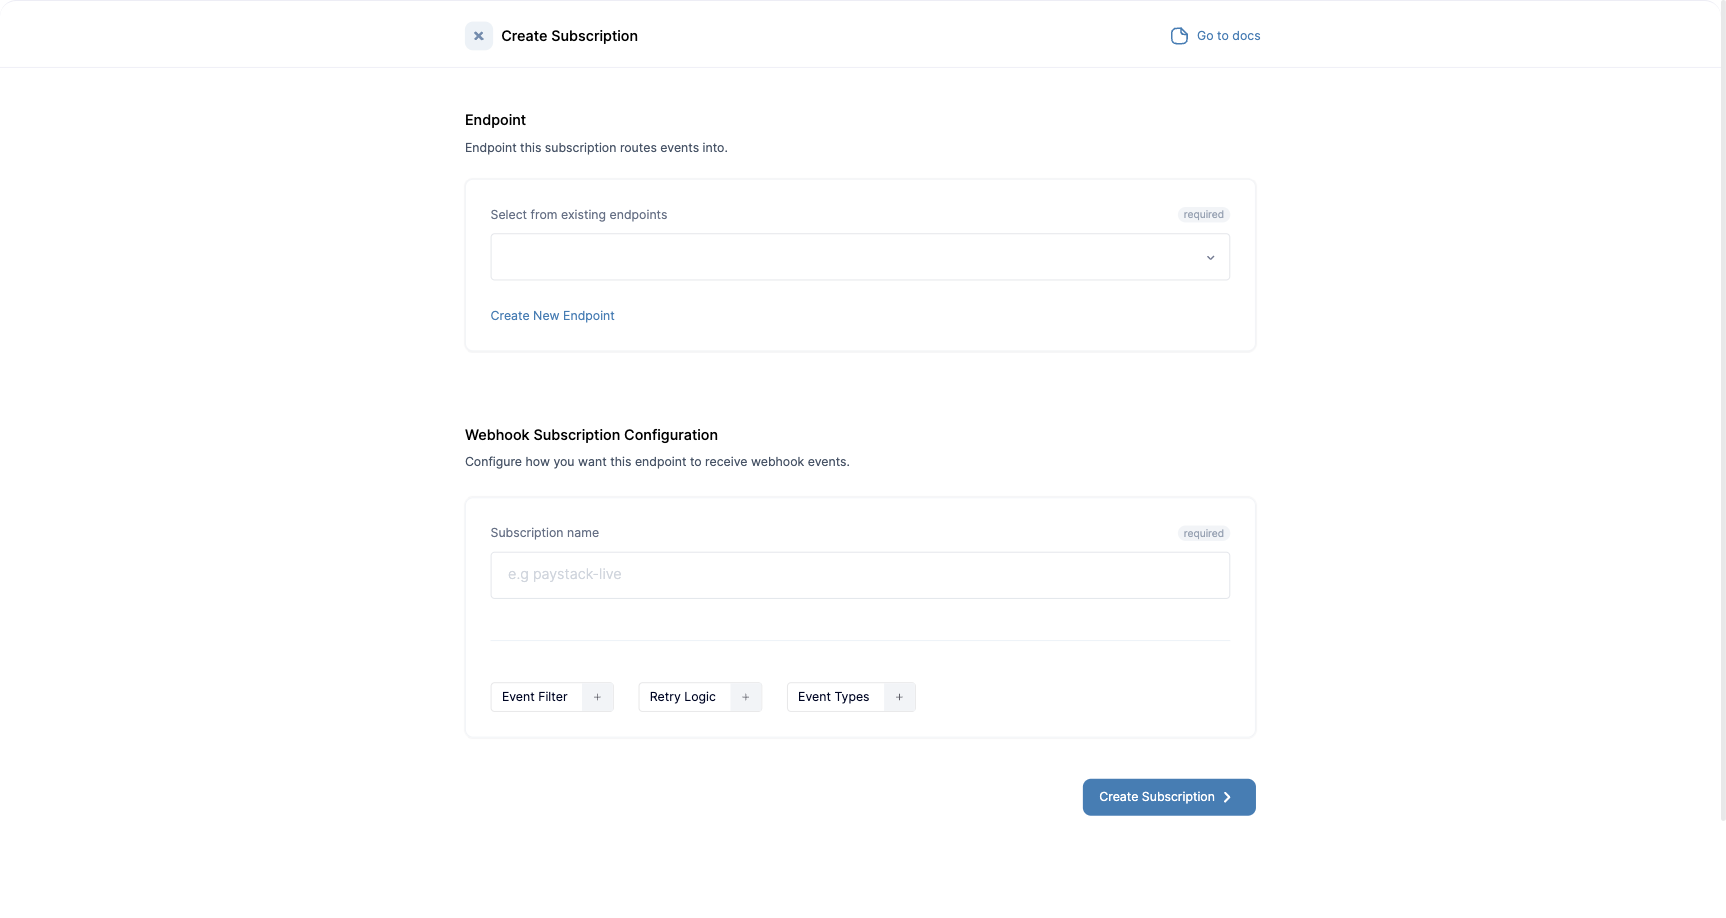 Create Subscription
Go to docs
Endpoint
Endpoint this subscription routes events into.
Select from existing endpoints
required
Create New Endpoint
Webhook Subscription Configuration
Configure how you want this endpoint to receive webhook events.
Subscription name
required
e.g paystack-live
Event Filter +
Retry Logic +
Event Types +
Create Subscription